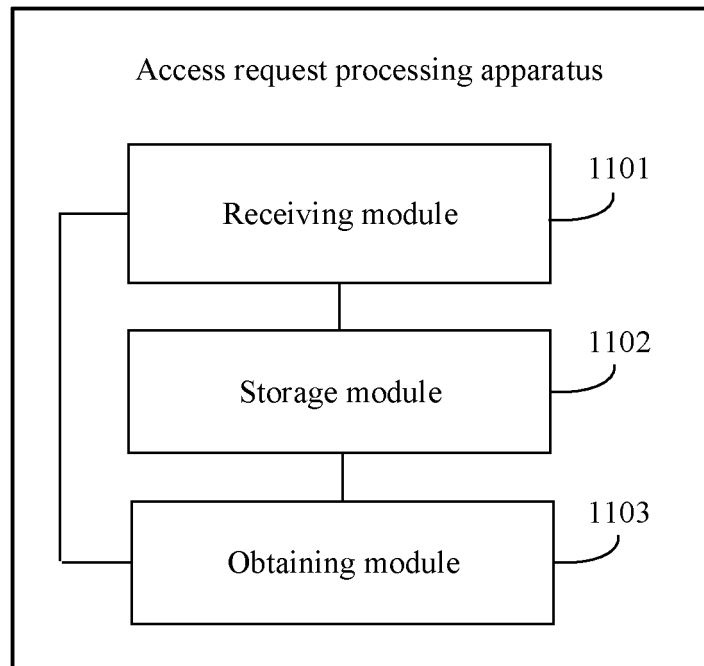 Access request processing apparatus
1101
Receiving module
1102
Storage module
1103
Obtaining module